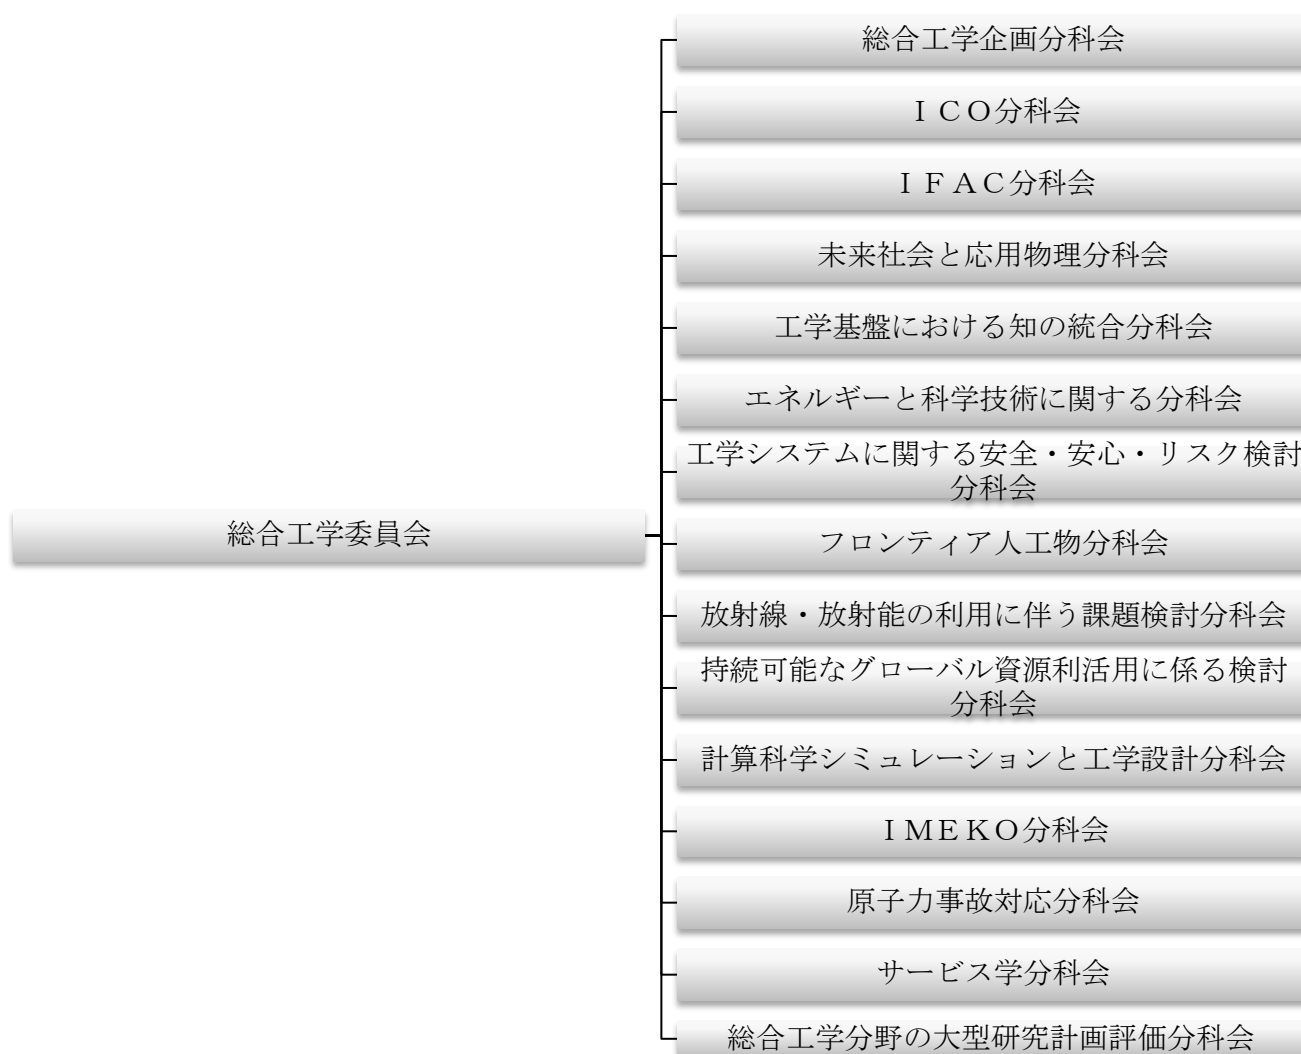 総合工学企画分科会
ＩＣＯ分科会
ＩＦＡＣ分科会
未来社会と応用物理分科会
工学基盤における知の統合分科会
エネルギーと科学技術に関する分科会
工学システムに関する安全・安心・リスク検討
分科会
総合工学委員会
フロンティア人工物分科会
放射線・放射能の利用に伴う課題検討分科会
持続可能なグローバル資源利活用に係る検討
分科会
計算科学シミュレーションと工学設計分科会
ＩＭＥＫＯ分科会
原子力事故対応分科会
サービス学分科会
総合工学分野の大型研究計画評価分科会